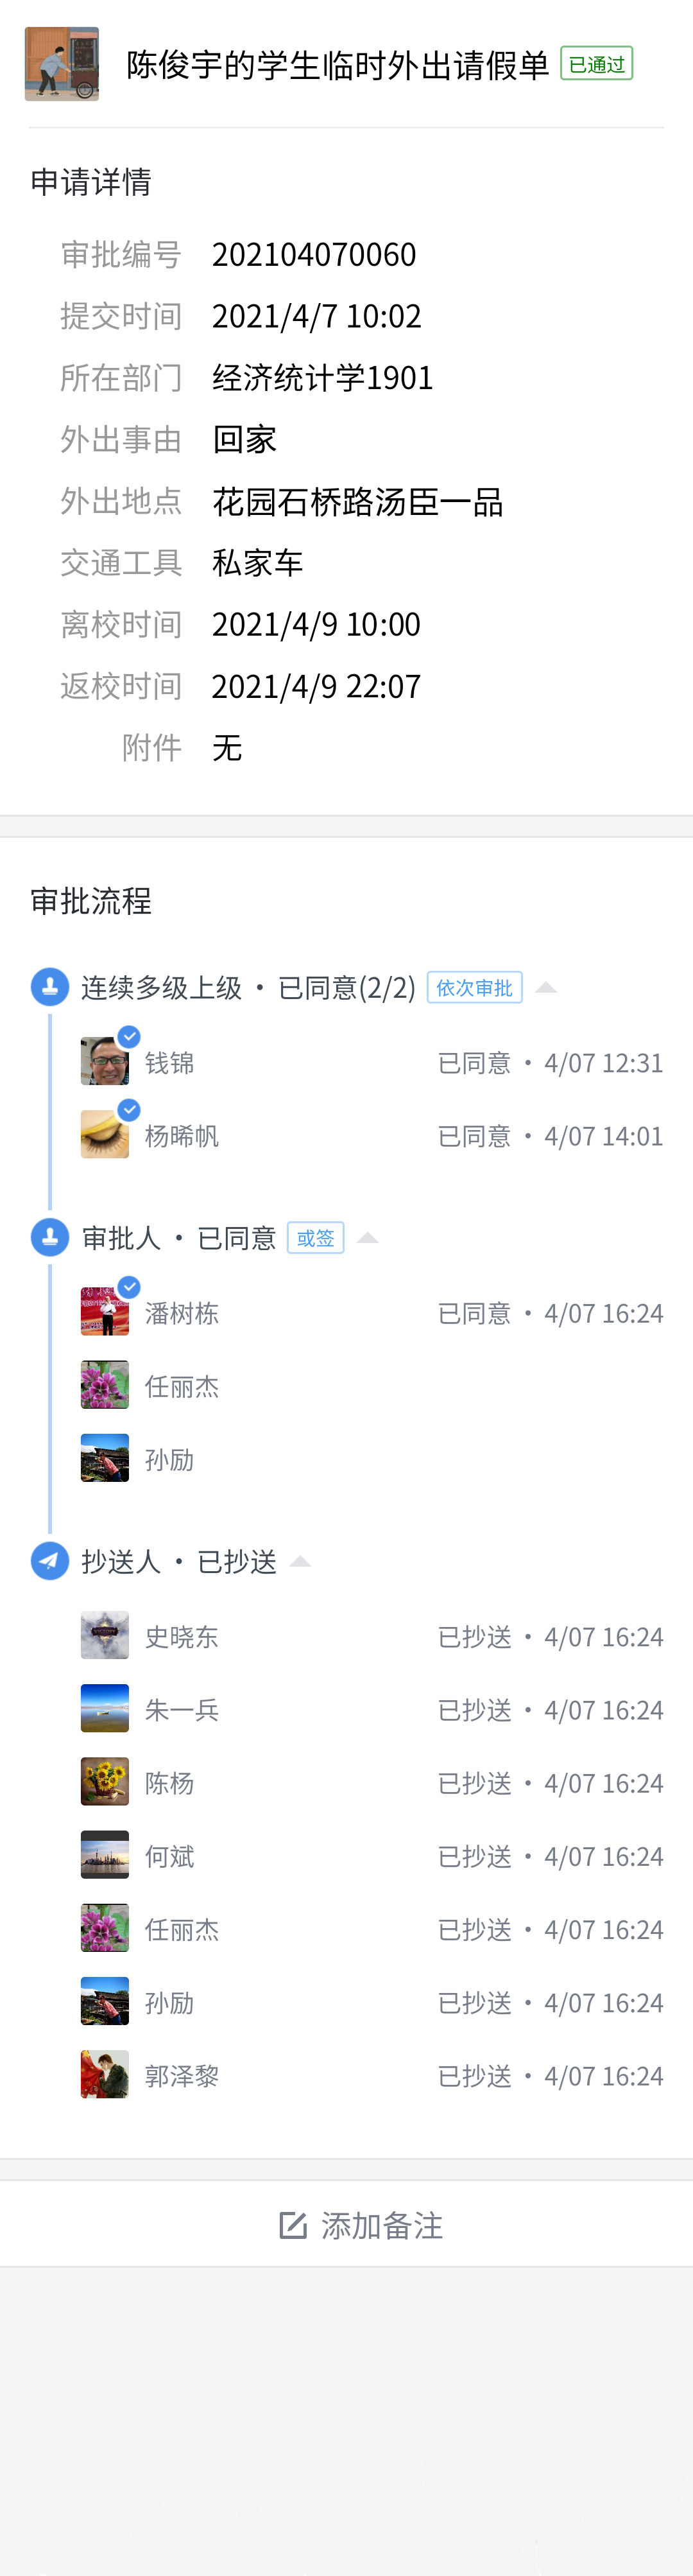 陈俊宇的学生临时外出请假单 已通过
申请详情
审批编号 202104070060
提交时间 2021/4/7 10:02
所在部门 经济统计学1901
外出事由 回家
外出地点 花园石桥路汤臣一品
交通工具 私家车
离校时间 2021/4/9 10:00
返校时间 2021/4/9 22:07
附件 无
审批流程
连续多级上级 · 已同意(2/2) 依次审批
钱锦 已同意 · 4/07 12:31
杨晞帆 已同意 · 4/07 14:01
审批人 · 已同意 或签
潘树栋 已同意 · 4/07 16:24
任丽杰
孙励
抄送人 · 已抄送
史晓东 已抄送 · 4/07 16:24
朱一兵 已抄送 · 4/07 16:24
陈杨 已抄送 · 4/07 16:24
何斌 已抄送 · 4/07 16:24
任丽杰 已抄送 · 4/07 16:24
孙励 已抄送 · 4/07 16:24
郭泽黎 已抄送 · 4/07 16:24
添加备注